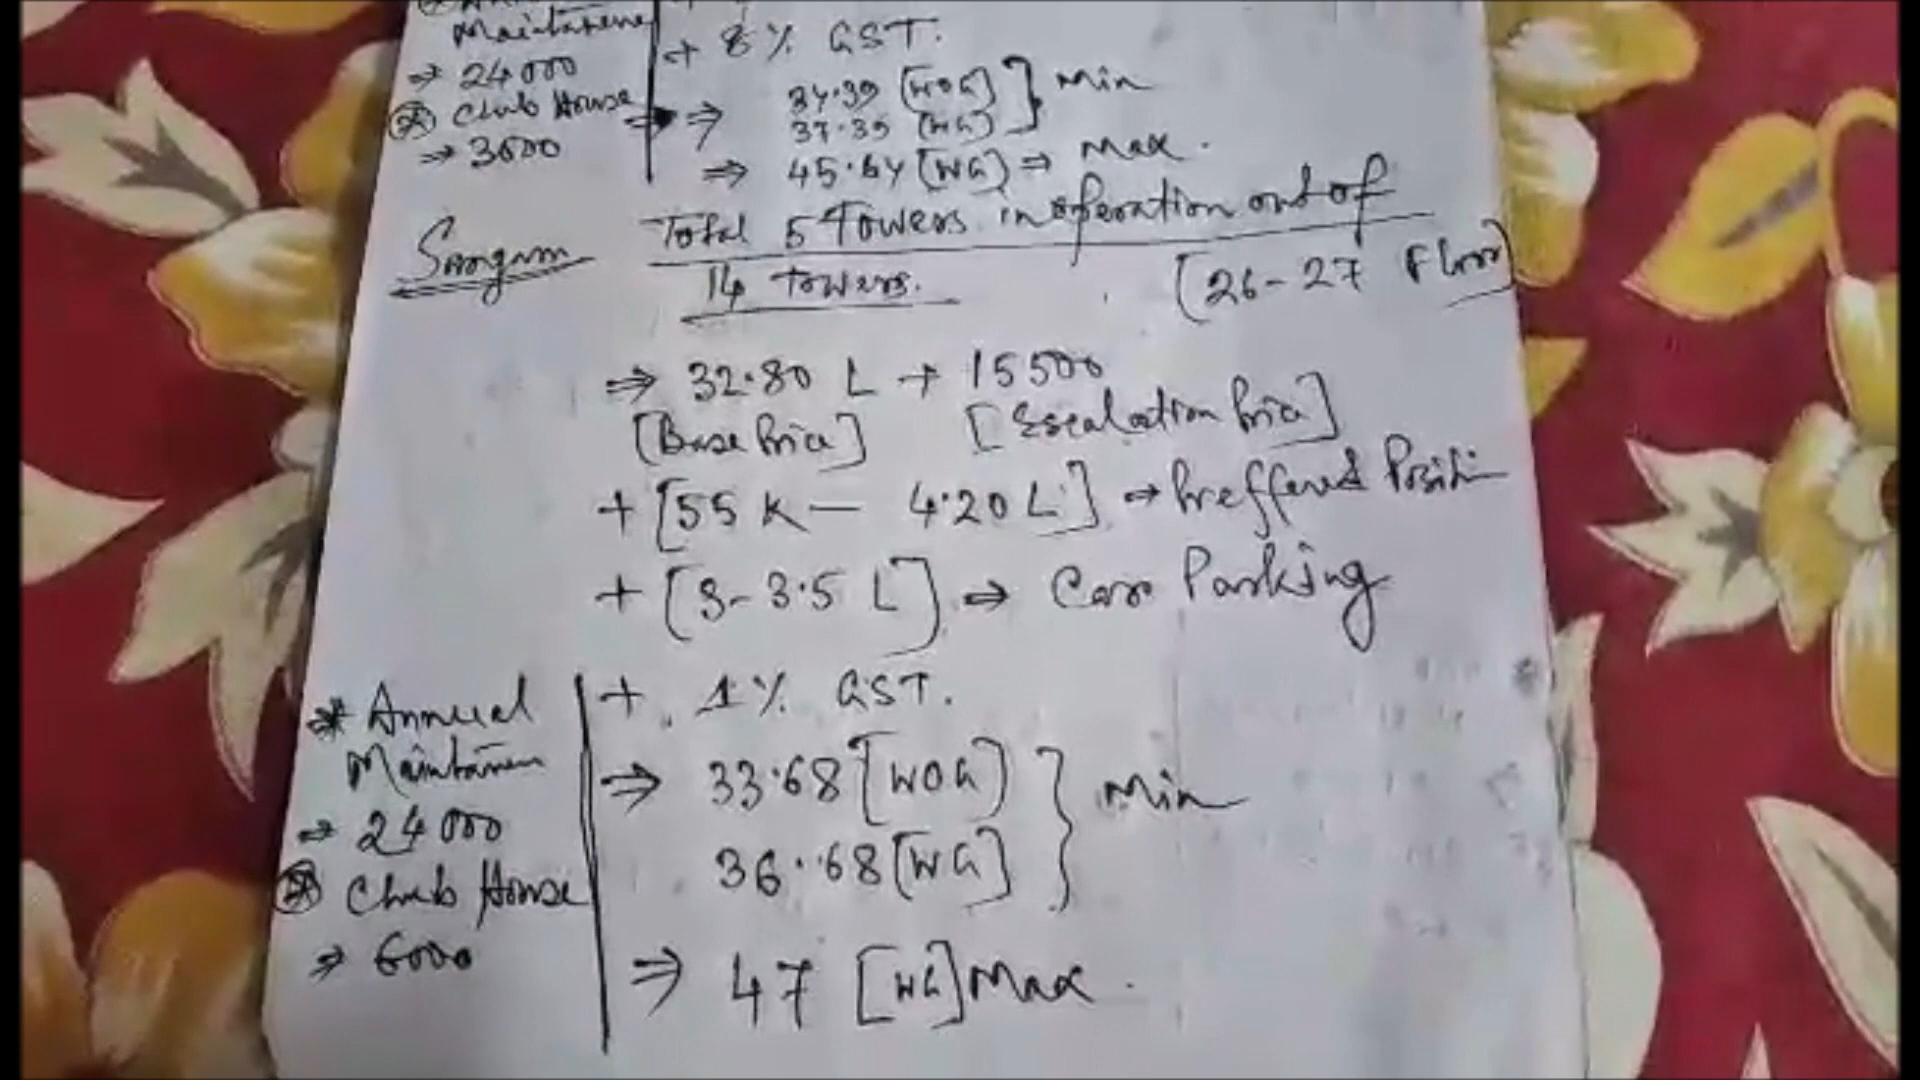 Maintanene
⇒ 24000
Club House
⇒ 3600
+ 8% GST.
⇒ 34.39 [WOG] } Min
37.39 [WG]
⇒ 45.64 [WG] ⇒ Max.
Sangam
Total 5 Towers in operation out of
14 towers.
[26-27 Floor]
⇒ 32.80 L + 15500
[Base Price] [Escalation Price]
+ [55 K — 4.20 L] ⇒ Preffered Positi
+ [3-3.5 L] ⇒ Car Parking
+ 1% GST.
* Annual
Maintanen
⇒ 24000
Club House
⇒ 6000
⇒ 33.68 [WOG] } Min
36.68 [WG]
⇒ 47 [WG] Max.